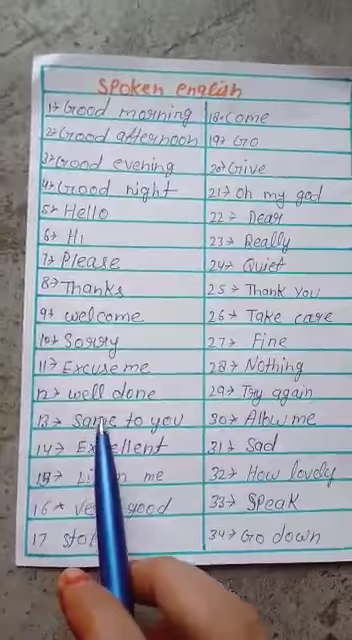 Spoken English
1→ Good morning
2→ Good afternoon
3→ Good evening
4→ Good night
5→ Hello
6→ Hi
7→ Please
8→ Thanks
9→ welcome
10→ Sorry
11→ Excuse me
12→ well done
13→ Same to you
14→ Excellent
15→ Li me
16→ good
17
18→ Come
19→ Go
20→ Give
21→ oh my god
22→ Dear
23→ Really
24→ Quiet
25→ Thank you
26→ Take care
27→ Fine
28→ Nothing
29→ Try again
30→ Allow me
31→ Sad
32→ How lovely
33→ Speak
34→ Go down